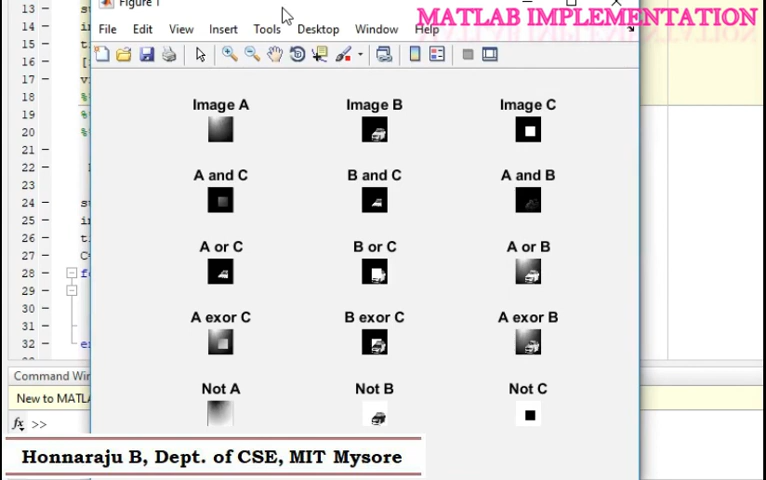 Figure 1
MATLAB IMPLEMENTATION
File Edit View Insert Tools Desktop Window Help
13
14
15
16
17
18
19
20
22
23
24
25
26
27
28
29
30
31
32
Image A Image B Image C
A and C B and C A and B
A or C B or C A or B
A exor C B exor C A exor B
Not A Not B Not C
Command Win
New to MATL
fx >>
Honnaraju B, Dept. of CSE, MIT Mysore